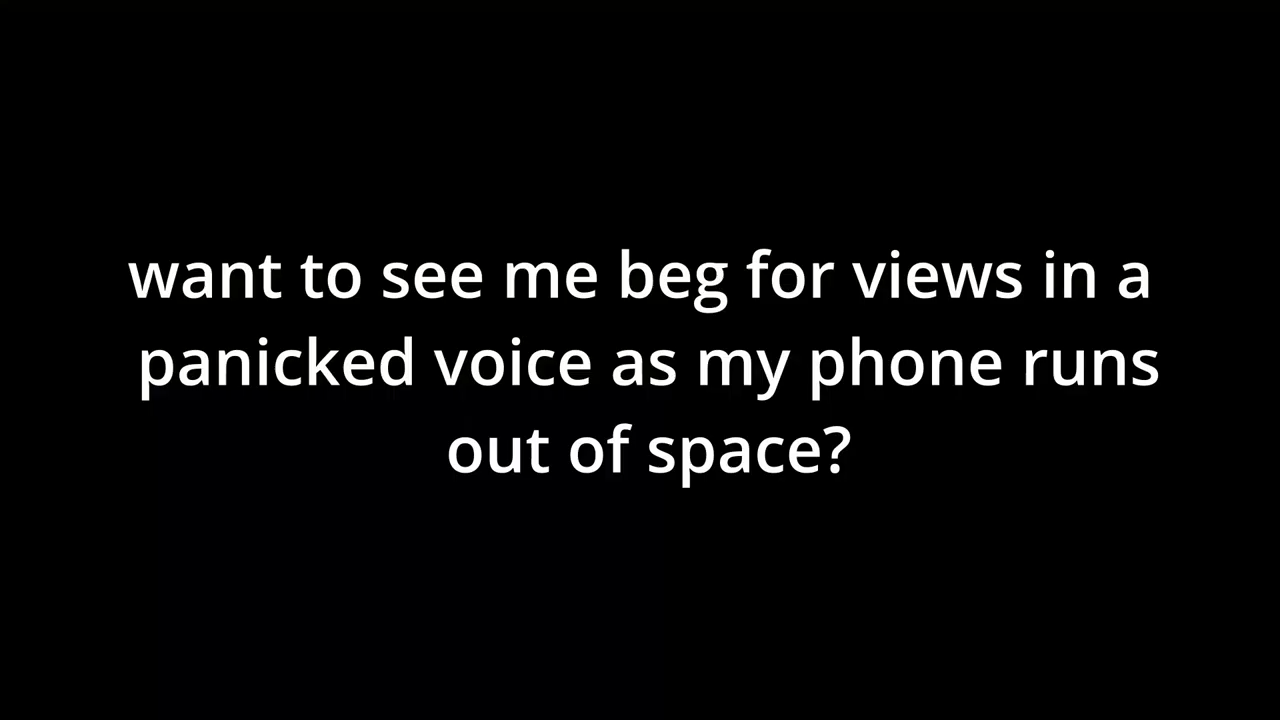 want to see me beg for views in a
panicked voice as my phone runs
out of space?